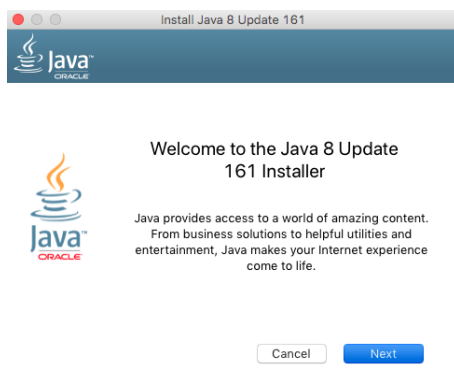 Install Java 8 Update 161
Java™
ORACLE
Welcome to the Java 8 Update
161 Installer
Java™
ORACLE
Java provides access to a world of amazing content.
From business solutions to helpful utilities and
entertainment, Java makes your Internet experience
come to life.
Cancel
Next